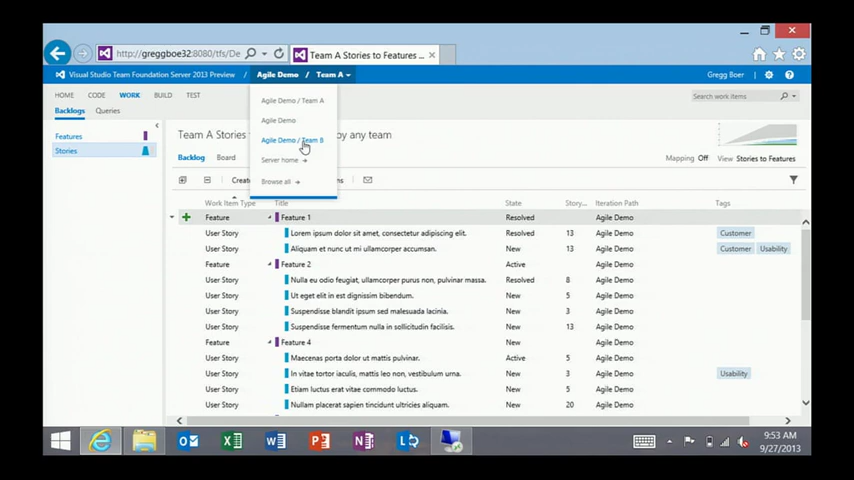 http://greggboe32:8080/tfs/De
Team A Stories to Features ...
Visual Studio Team Foundation Server 2013 Preview / Agile Demo / Team A
Gregg Boer
HOME CODE WORK BUILD TEST
Search work items
Backlogs Queries
Agile Demo / Team A
Agile Demo
Agile Demo / Team B
Server home
Browse all
Features
Stories
Team A Stories
by any team
Backlog Board
Mapping Off View Stories to Features
Work Item Type Title State Story... Iteration Path Tags
Feature Feature 1 Resolved Agile Demo
User Story Lorem ipsum dolor sit amet, consectetur adipiscing elit. Resolved 13 Agile Demo Customer
User Story Aliquam et nunc ut mi ullamcorper accumsan. New 13 Agile Demo Customer Usability
Feature Feature 2 Active Agile Demo
User Story Nulla eu odio feugiat, ullamcorper purus non, pulvinar massa. Resolved 8 Agile Demo
User Story Ut eget elit in est dignissim bibendum. New 5 Agile Demo
User Story Suspendisse blandit ipsum sed malesuada lacinia. New 3 Agile Demo
User Story Suspendisse fermentum nulla in sollicitudin facilisis. New 13 Agile Demo
Feature Feature 4 New Agile Demo
User Story Maecenas porta dolor ut mattis pulvinar. Active 5 Agile Demo
User Story In vitae tortor iaculis, mattis leo non, vestibulum urna. New 3 Agile Demo Usability
User Story Etiam luctus erat vitae commodo luctus. New 5 Agile Demo
User Story Nullam placerat sapien tincidunt ultricies aliquam. New 20 Agile Demo
9:53 AM
9/27/2013